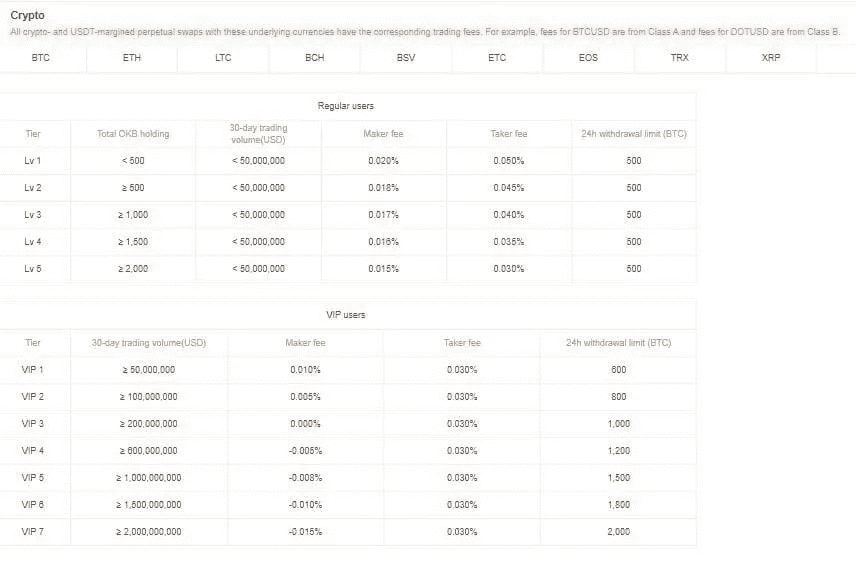 Crypto
All crypto- and USDT-margined perpetual swaps with these underlying currencies have the corresponding trading fees. For example, fees for BTCUSD are from Class A and fees for DOTUSD are from Class B.
BTC ETH LTC BCH BSV ETC EOS TRX XRP
Regular users
Tier Total OKB holding 30-day trading volume(USD) Maker fee Taker fee 24h withdrawal limit (BTC)
Lv 1 < 500 < 50,000,000 0.020% 0.050% 500
Lv 2 ≥ 500 < 50,000,000 0.018% 0.045% 500
Lv 3 ≥ 1,000 < 50,000,000 0.017% 0.040% 500
Lv 4 ≥ 1,500 < 50,000,000 0.016% 0.035% 500
Lv 5 ≥ 2,000 < 50,000,000 0.015% 0.030% 500
VIP users
Tier 30-day trading volume(USD) Maker fee Taker fee 24h withdrawal limit (BTC)
VIP 1 ≥ 50,000,000 0.010% 0.030% 600
VIP 2 ≥ 100,000,000 0.005% 0.030% 800
VIP 3 ≥ 200,000,000 0.000% 0.030% 1,000
VIP 4 ≥ 600,000,000 -0.005% 0.030% 1,200
VIP 5 ≥ 1,000,000,000 -0.008% 0.030% 1,500
VIP 6 ≥ 1,500,000,000 -0.010% 0.030% 1,800
VIP 7 ≥ 2,000,000,000 -0.015% 0.030% 2,000